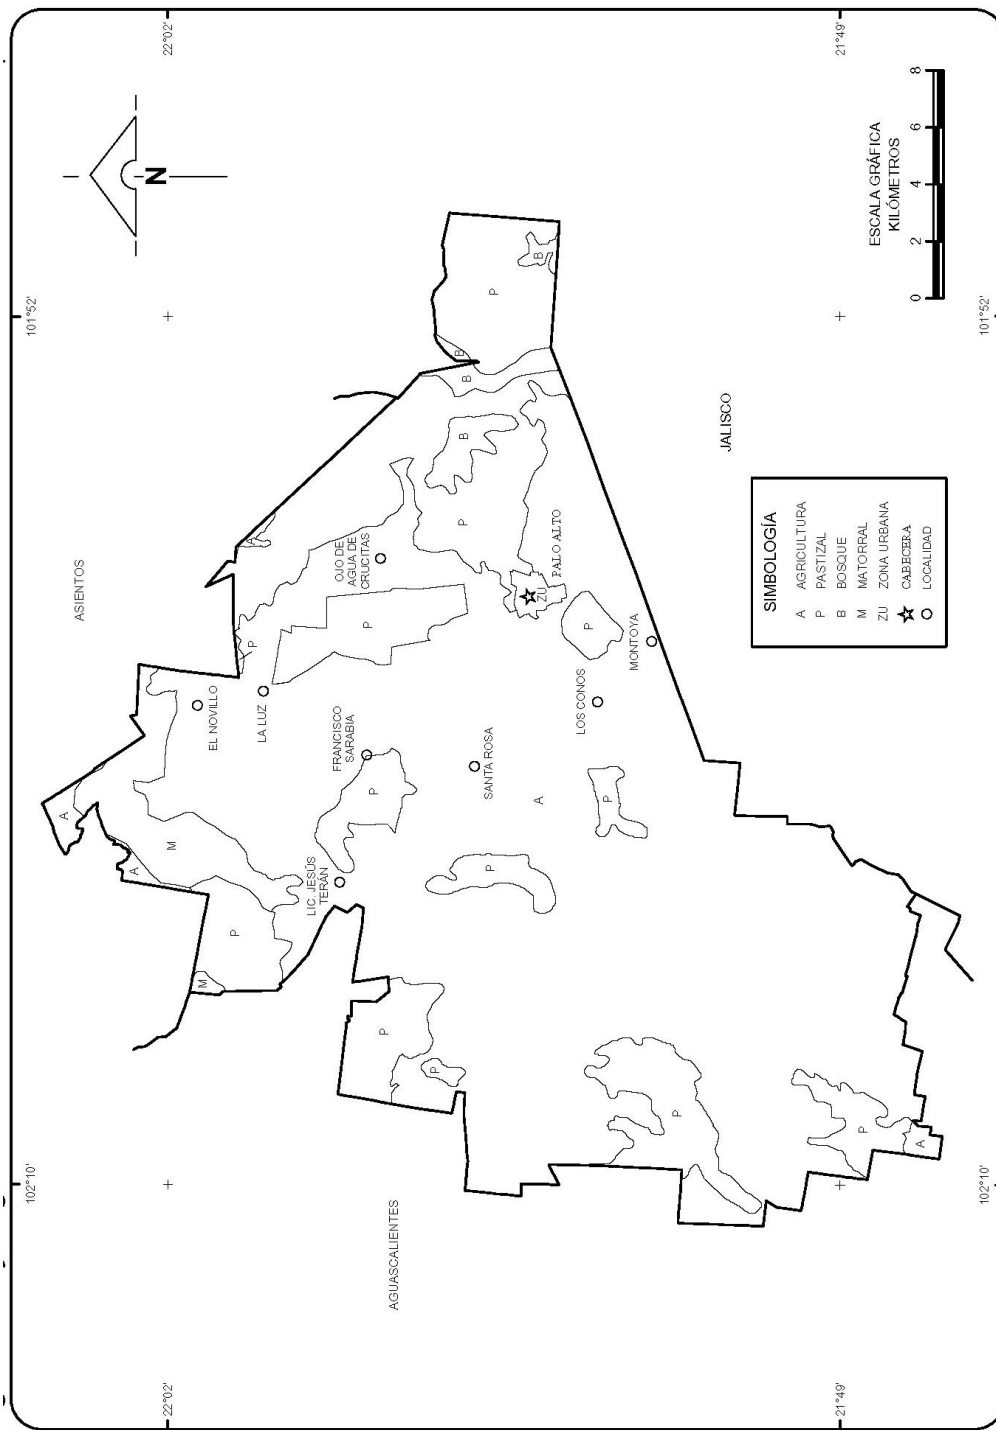 102°10'
101°52'
A
ASIENTOS
A
22°02'
N
22°02'
M
M
EL NOVILLO
P
A
P
LA LUZ
LIC. JESÚS
TERÁN
FRANCISCO
SARABIA
OJO DE
AGUA DE
CRUCITAS
P
P
P
AGUASCALIENTES
P
B
P
B
B
SANTA ROSA
P
P
B
A
ZU
PALO ALTO
LOS CONOS
P
P
MONTOYA
P
JALISCO
SIMBOLOGÍA
A AGRICULTURA
P PASTIZAL
B BOSQUE
M MATORRAL
ZU ZONA URBANA
CABECERA
LOCALIDAD
P
A
21°49'
21°49'
ESCALA GRÁFICA
KILÓMETROS
0 2 4 6 8
102°10'
101°52'